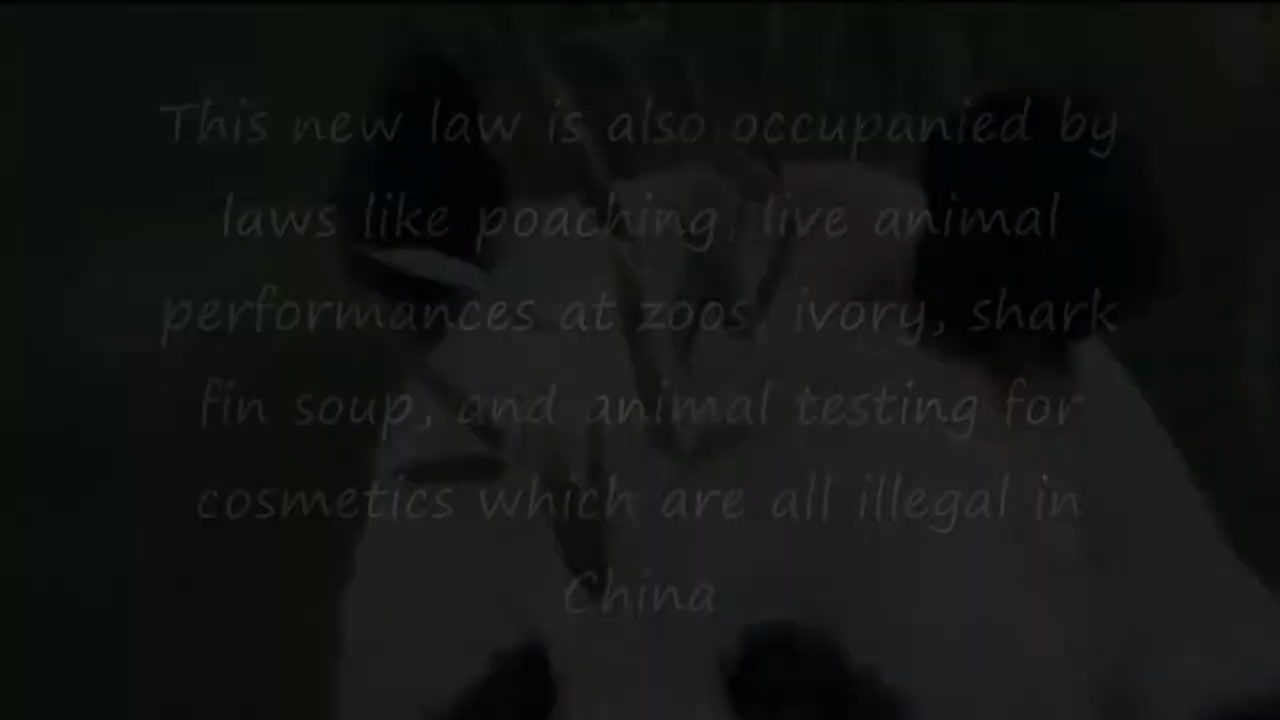 This new law is also occupanied by
laws like poaching, live animal
performances at zoos, ivory, shark
fin soup, and animal testing for
cosmetics which are all illegal in
China